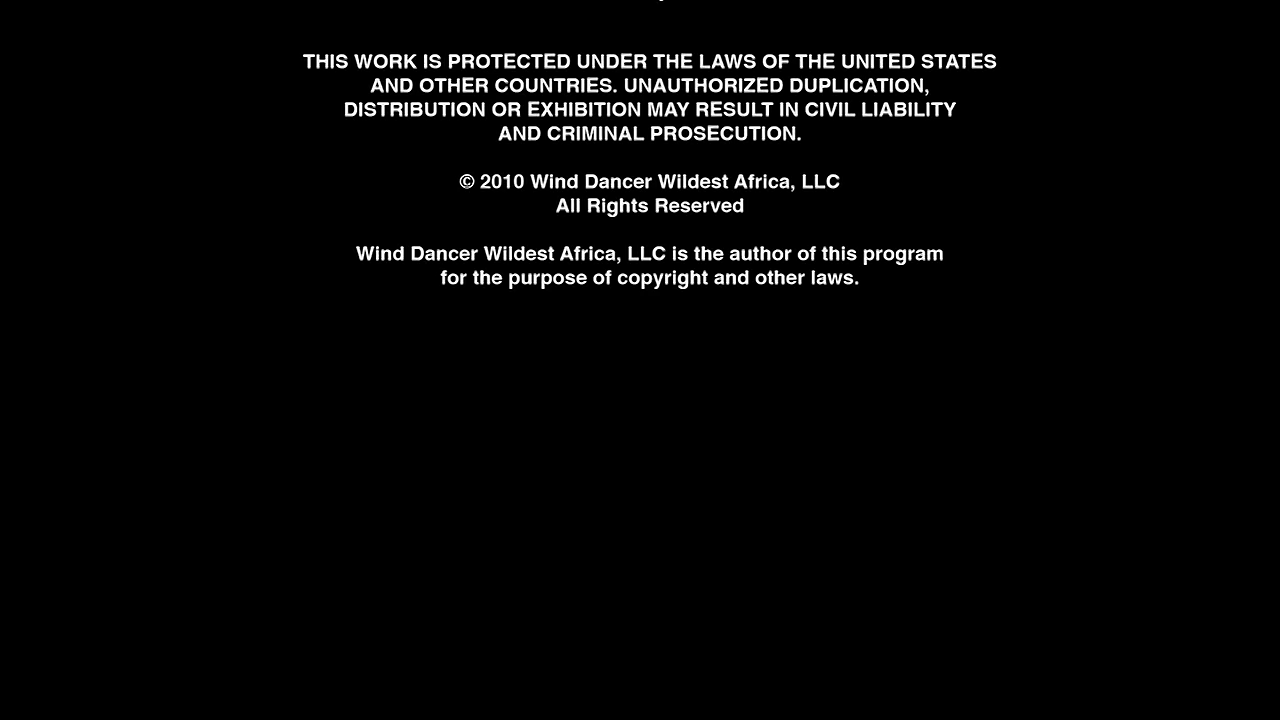 THIS WORK IS PROTECTED UNDER THE LAWS OF THE UNITED STATES
AND OTHER COUNTRIES. UNAUTHORIZED DUPLICATION,
DISTRIBUTION OR EXHIBITION MAY RESULT IN CIVIL LIABILITY
AND CRIMINAL PROSECUTION.
© 2010 Wind Dancer Wildest Africa, LLC
All Rights Reserved
Wind Dancer Wildest Africa, LLC is the author of this program
for the purpose of copyright and other laws.